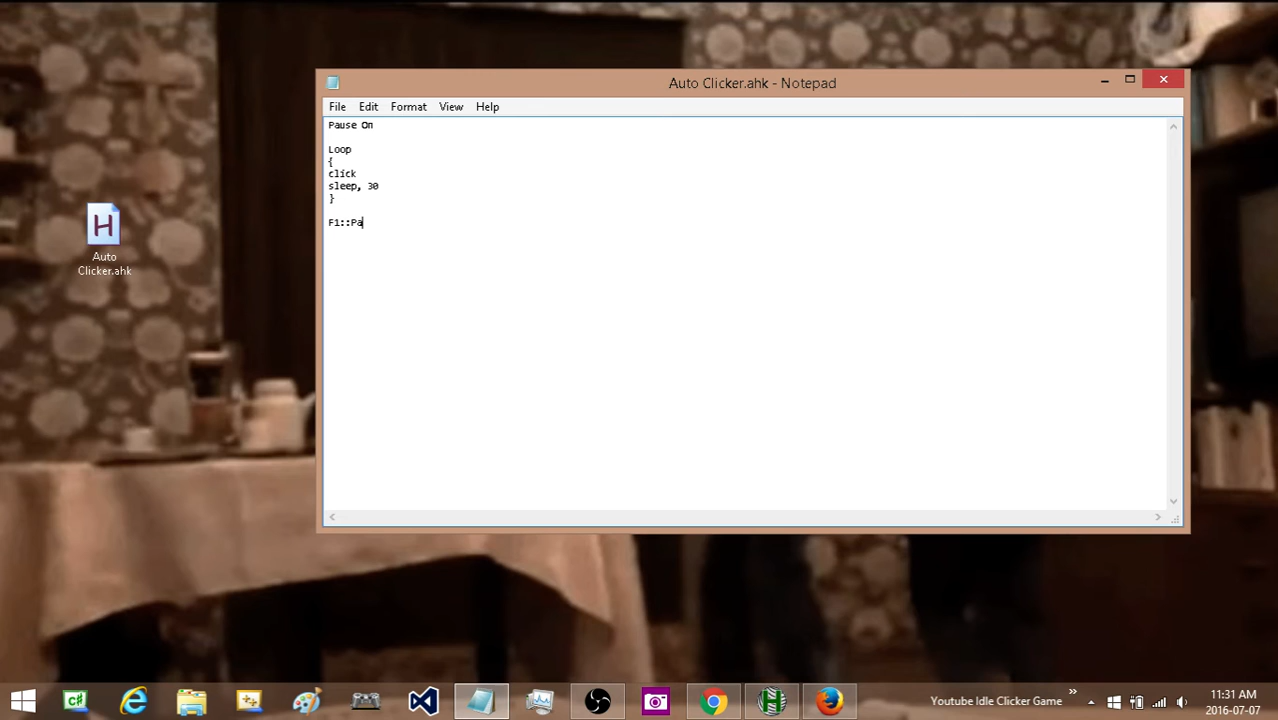 Auto Clicker.ahk - Notepad
File Edit Format View Help
Pause On
Loop
{
click
sleep, 30
}
F1::Pa
H
Auto
Clicker.ahk
C#
Youtube Idle Clicker Game
»
11:31 AM
2016-07-07